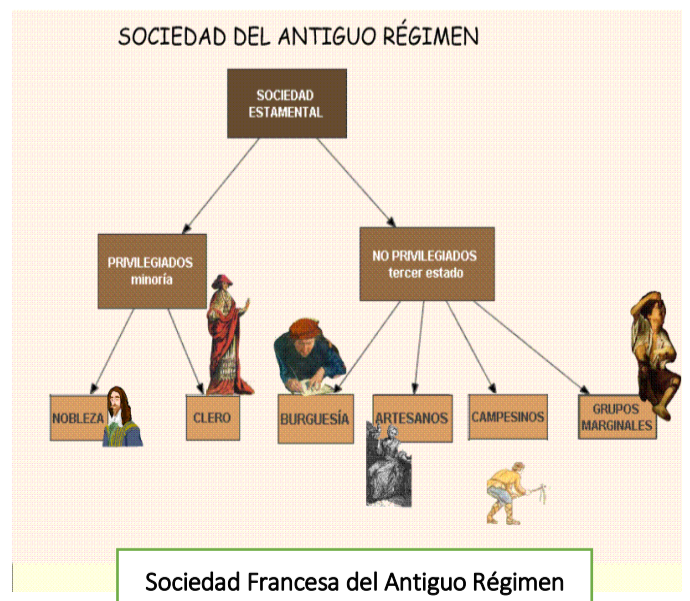 SOCIEDAD DEL ANTIGUO RÉGIMEN
SOCIEDAD
ESTAMENTAL
PRIVILEGIADOS
minoría
NO PRIVILEGIADOS
tercer estado
NOBLEZA
CLERO
BURGUESÍA
ARTESANOS
CAMPESINOS
GRUPOS
MARGINALES
Sociedad Francesa del Antiguo Régimen